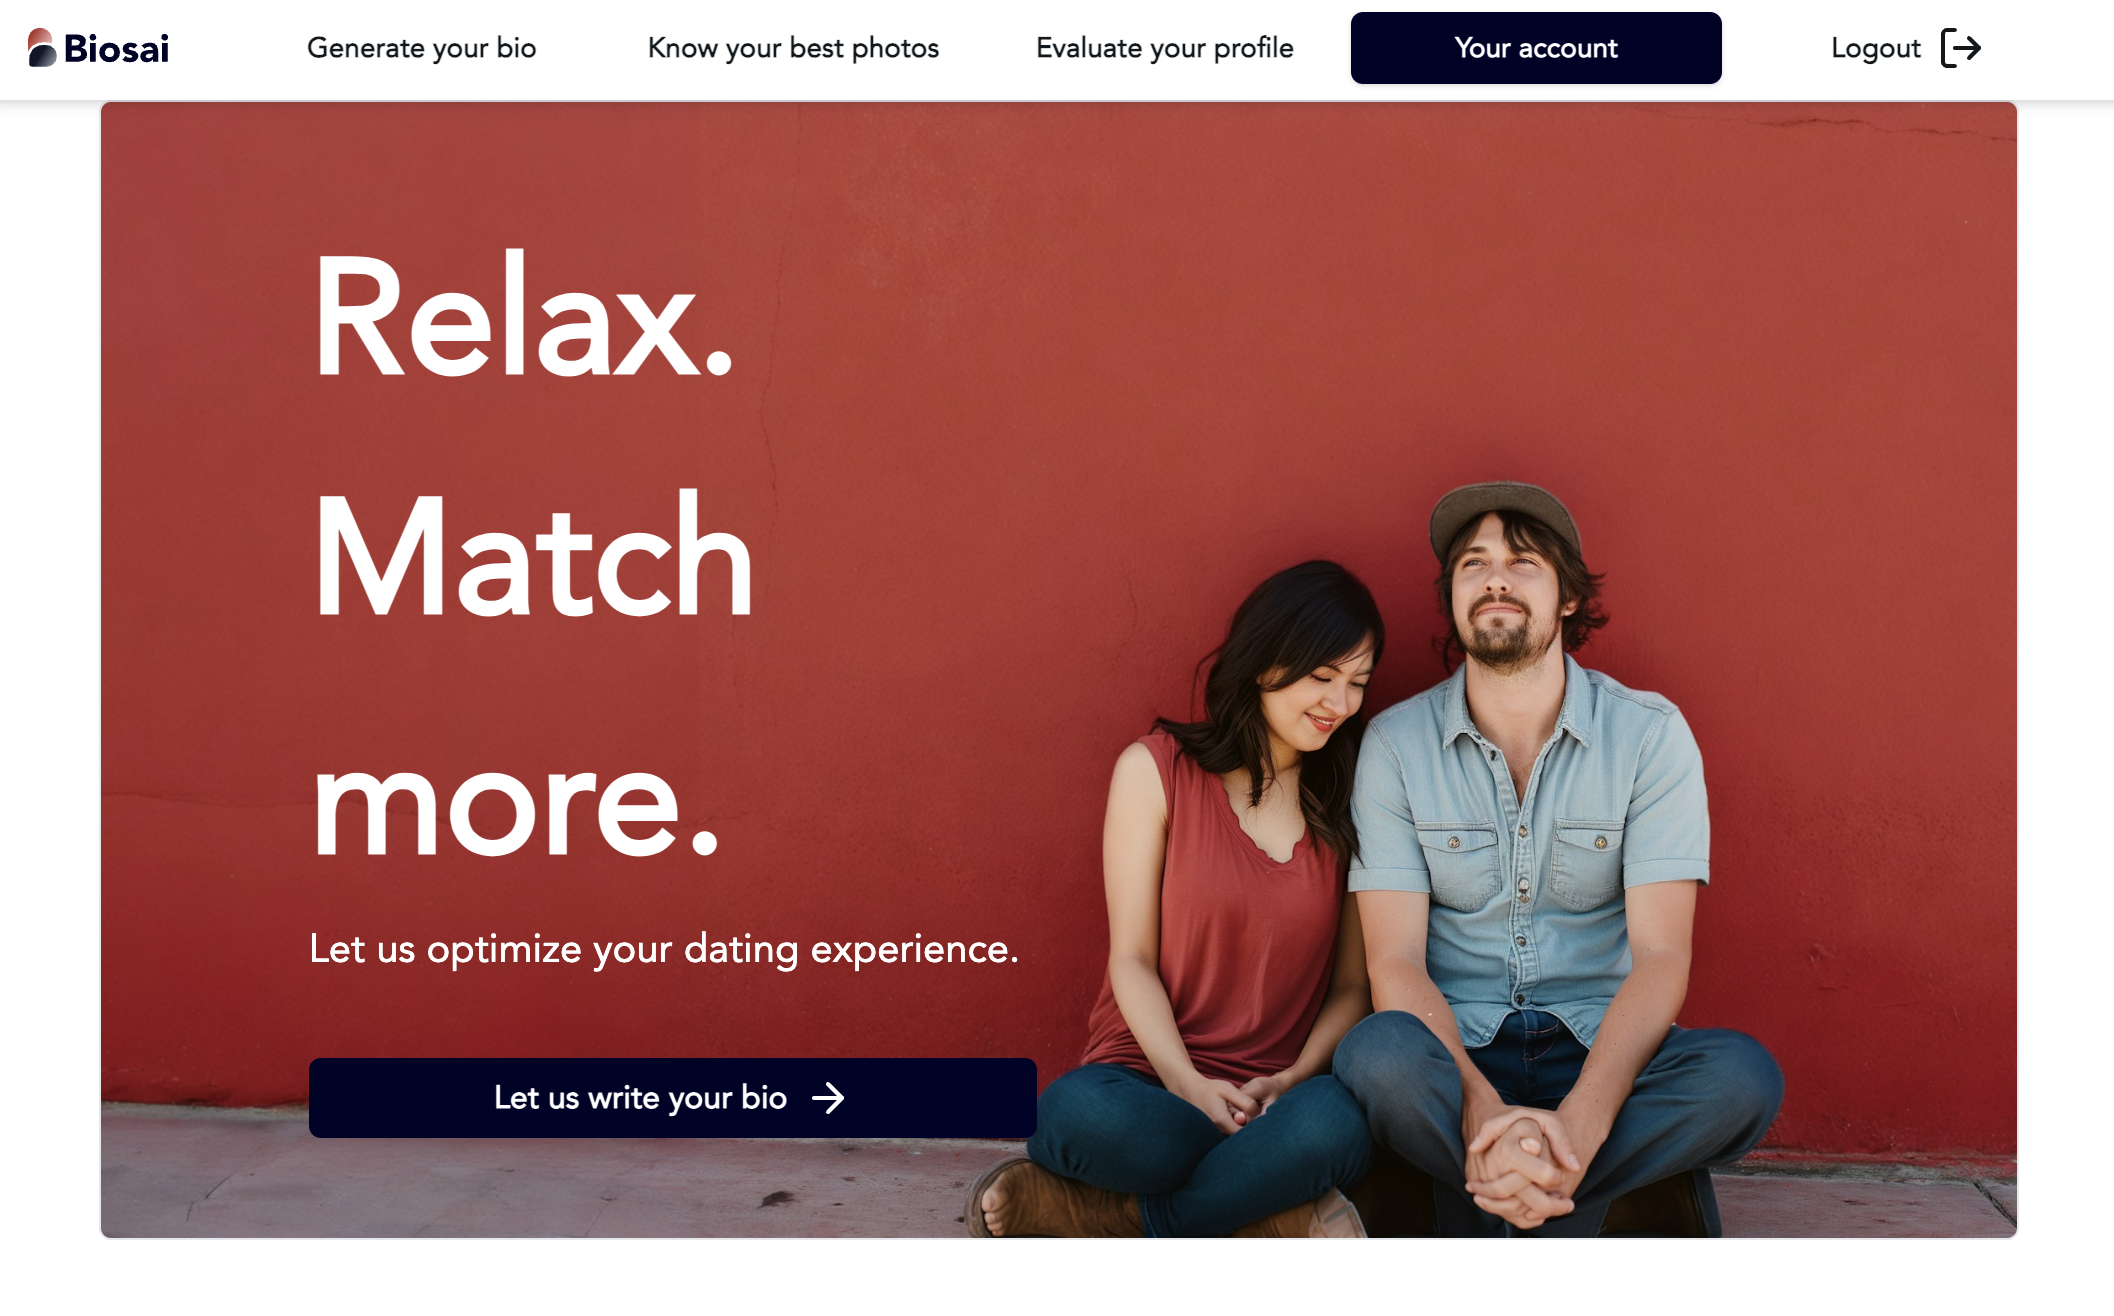 Biosai
Generate your bio
Know your best photos
Evaluate your profile
Your account
Logout
Relax.
Match
more.
Let us optimize your dating experience.
Let us write your bio